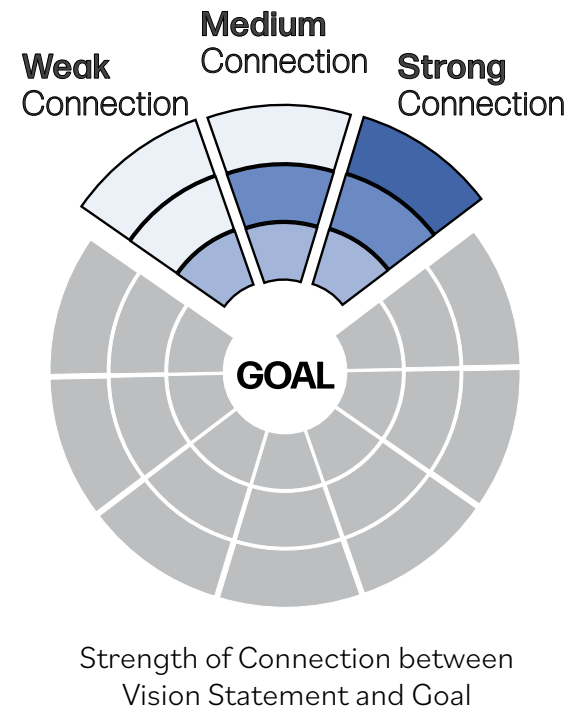 Weak
Connection
Medium
Connection
Strong
Connection
GOAL
Strength of Connection between
Vision Statement and Goal